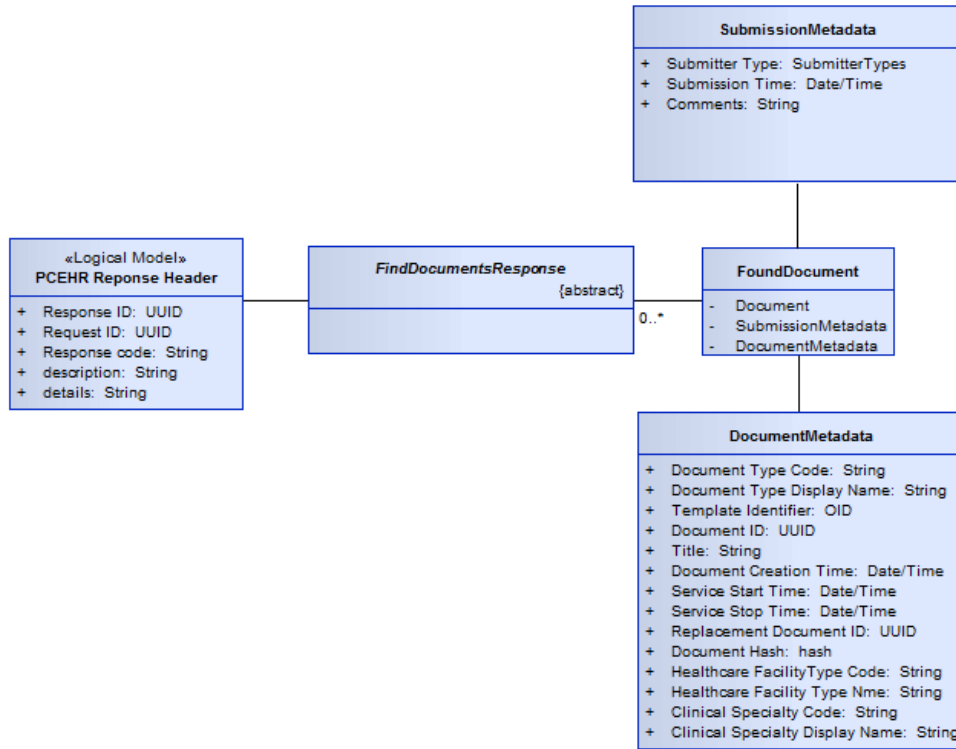 SubmissionMetadata
+ Submitter Type: SubmitterTypes
+ Submission Time: Date/Time
+ Comments: String
«Logical Model»
PCEHR Reponse Header
+ Response ID: UUID
+ Request ID: UUID
+ Response code: String
+ description: String
+ details: String
FindDocumentsResponse
{abstract}
0..*
FoundDocument
- Document
- SubmissionMetadata
- DocumentMetadata
DocumentMetadata
+ Document Type Code: String
+ Document Type Display Name: String
+ Template Identifier: OID
+ Document ID: UUID
+ Title: String
+ Document Creation Time: Date/Time
+ Service Start Time: Date/Time
+ Service Stop Time: Date/Time
+ Replacement Document ID: UUID
+ Document Hash: hash
+ Healthcare FacilityType Code: String
+ Healthcare Facility Type Nme: String
+ Clinical Specialty Code: String
+ Clinical Specialty Display Name: String